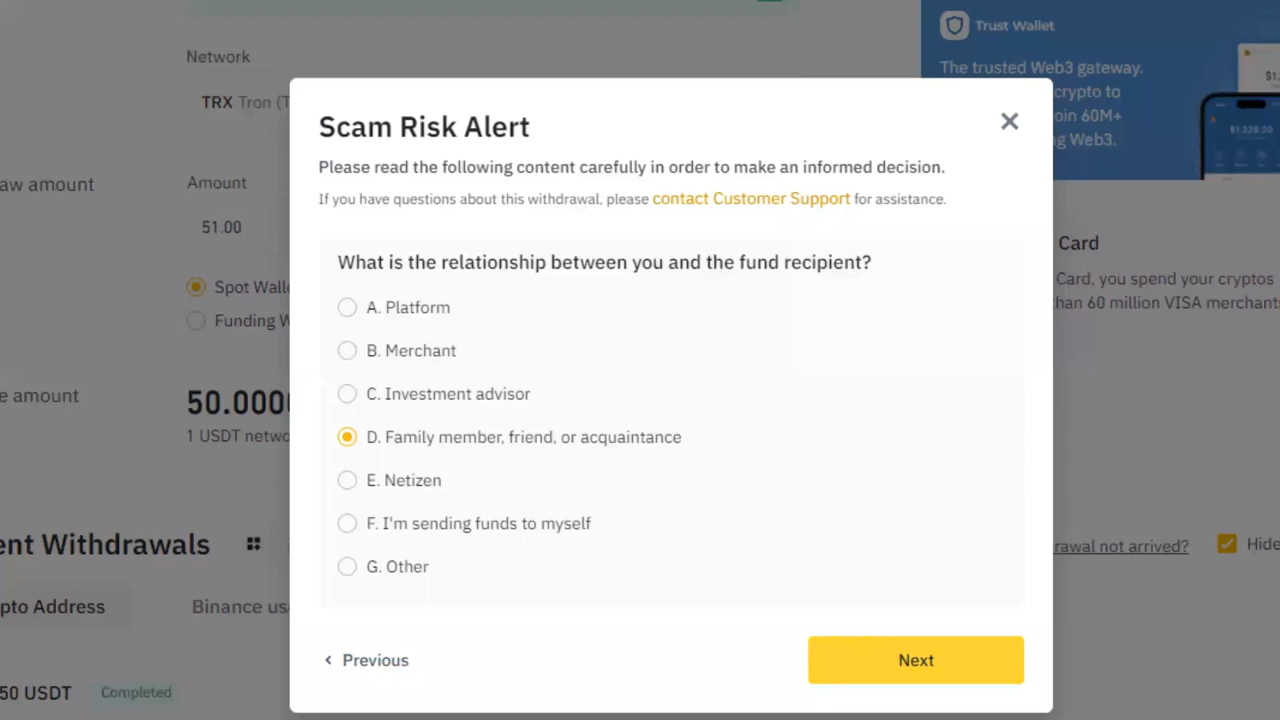 Trust Wallet
Network
The trusted Web3 gateway.
TRX Tron (T
crypto to
$1
oin 60M+
$1,228.20
g Web3.
Scam Risk Alert
Please read the following content carefully in order to make an informed decision.
aw amount
Amount
If you have questions about this withdrawal, please contact Customer Support for assistance.
51.00
Card
What is the relationship between you and the fund recipient?
Card, you spend your cryptos
Spot Wall
A. Platform
han 60 million VISA merchants
Funding W
B. Merchant
C. Investment advisor
e amount
50.000
1 USDT netwo
D. Family member, friend, or acquaintance
E. Netizen
F. I'm sending funds to myself
ent Withdrawals
rawal not arrived?
Hide
G. Other
pto Address
Binance us
Previous
Next
50 USDT
Completed